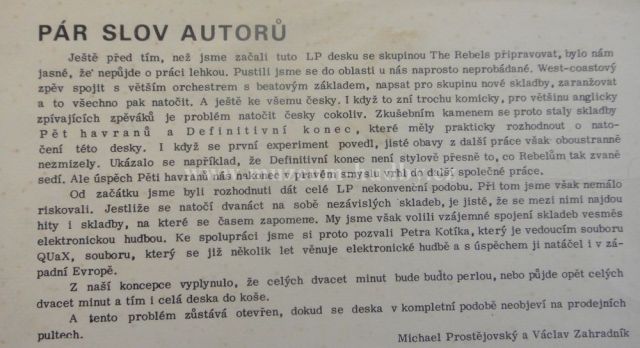 PÁR SLOV AUTORŮ
Ještě před tím, než jsme začali tuto LP desku se skupinou The Rebels připravovat, bylo nám
jasné, že nepůjde o práci lehkou. Pustili jsme se do oblasti u nás naprosto neprobádané. West-coastový
zpěv spojit s větším orchestrem s beatovým základem, napsat pro skupinu nové skladby, zaranžovat
a to všechno pak natočit. A ještě ke všemu česky. I když to zní trochu komicky, pro většinu anglicky
zpívajících zpěváků je problém natočit česky cokoliv. Zkušebním kamenem se proto staly skladby
Pět havranů a Definitivní konec, které měly prakticky rozhodnout o nato-
čení této desky. I když se první experiment povedl, jisté obavy z další práce však oboustranně
nezmizely. Ukázalo se například, že Definitivní konec není stylově přesně to, co Rebelům tak zvaně
sedí. Ale úspěch Pěti havranů nás nakonec v prvém rozhodnutí o další společné práce.
Od začátku jsme byli rozhodnuti dát celé LP nekonvenční podobu. Při tom jsme však nemálo
riskovali. Jestliže se natočí dvanáct na sobě nezávislých skladeb, je jisté, že se mezi nimi najdou
hity i skladby, na které se časem zapomene. My jsme však volili vzájemné spojení skladeb vesměs
elektronickou hudbou. Ke spolupráci jsme si proto pozvali Petra Kotíka, který je vedoucím souboru
QUaX, souboru, který se již několik let věnuje elektronické hudbě a s úspěchem ji natáčel i v zá-
padní Evropě.
Z naší koncepce vyplynulo, že celých dvacet minut bude buďto perlou, nebo půjde opět celých
dvacet minut a tím i celá deska do koše.
A tento problém zůstává otevřen, dokud se deska v kompletní podobě neobjeví na prodejních
pultech.
Michael Prostějovský a Václav Zahradník